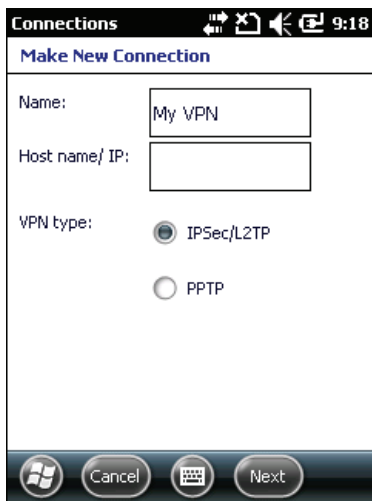 Connections 9:18
Make New Connection
Name: My VPN
Host name/ IP:
VPN type: IPSec/L2TP
PPTP
Cancel Next